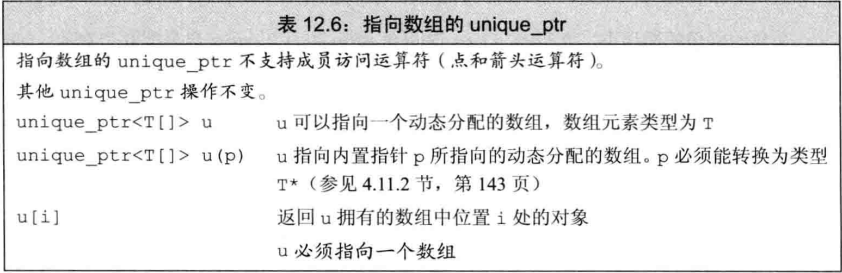 表 12.6：指向数组的 unique_ptr
指向数组的 unique_ptr 不支持成员访问运算符（点和箭头运算符）。
其他 unique_ptr 操作不变。
unique_ptr<T[]> u u 可以指向一个动态分配的数组，数组元素类型为 T
unique_ptr<T[]> u(p) u 指向内置指针 p 所指向的动态分配的数组。p 必须能转换为类型
T*（参见 4.11.2 节，第 143 页）
u[i] 返回 u 拥有的数组中位置 i 处的对象
u 必须指向一个数组